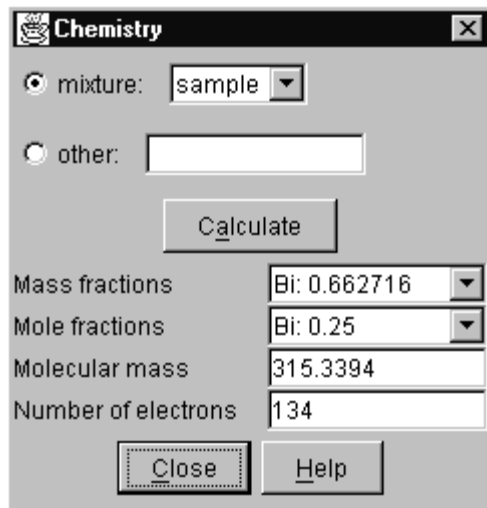 Chemistry
mixture: sample
other:
Calculate
Mass fractions Bi: 0.662716
Mole fractions Bi: 0.25
Molecular mass 315.3394
Number of electrons 134
Close Help